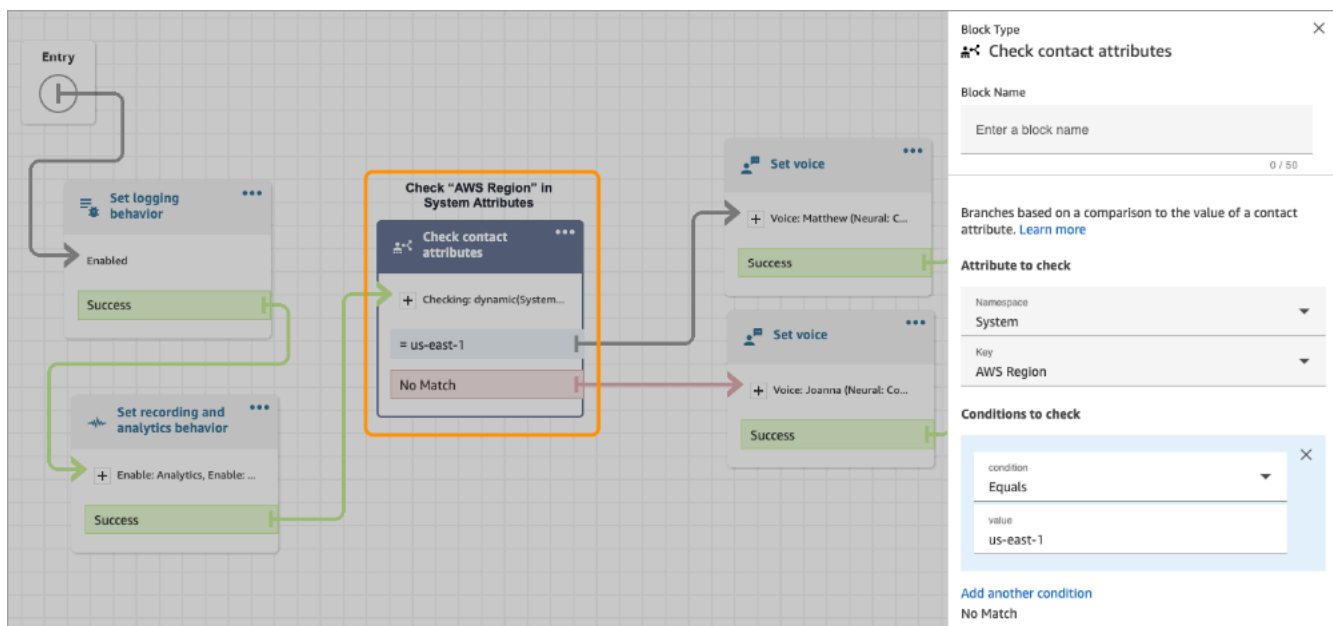 Entry
Set logging
behavior
Enabled
Success
Set recording and
analytics behavior
Enable: Analytics, Enable: ...
Success
Check “AWS Region” in
System Attributes
Check contact
attributes
Checking: dynamic(System...
= us-east-1
No Match
Set voice
Voice: Matthew (Neural: C...
Success
Set voice
Voice: Joanna (Neural: Co...
Success
Block Type
Check contact attributes
Block Name
Enter a block name
0 / 50
Branches based on a comparison to the value of a contact
attribute. Learn more
Attribute to check
Namespace
System
Key
AWS Region
Conditions to check
condition
Equals
value
us-east-1
Add another condition
No Match